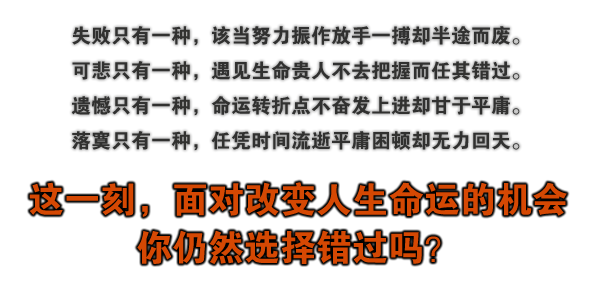 失败只有一种，该当努力振作放手一搏却半途而废。
可悲只有一种，遇见生命贵人不去把握而任其错过。
遗憾只有一种，命运转折点不奋发上进却甘于平庸。
落寞只有一种，任凭时间流逝平庸困顿却无力回天。
这一刻，面对改变人生命运的机会
你仍然选择错过吗？